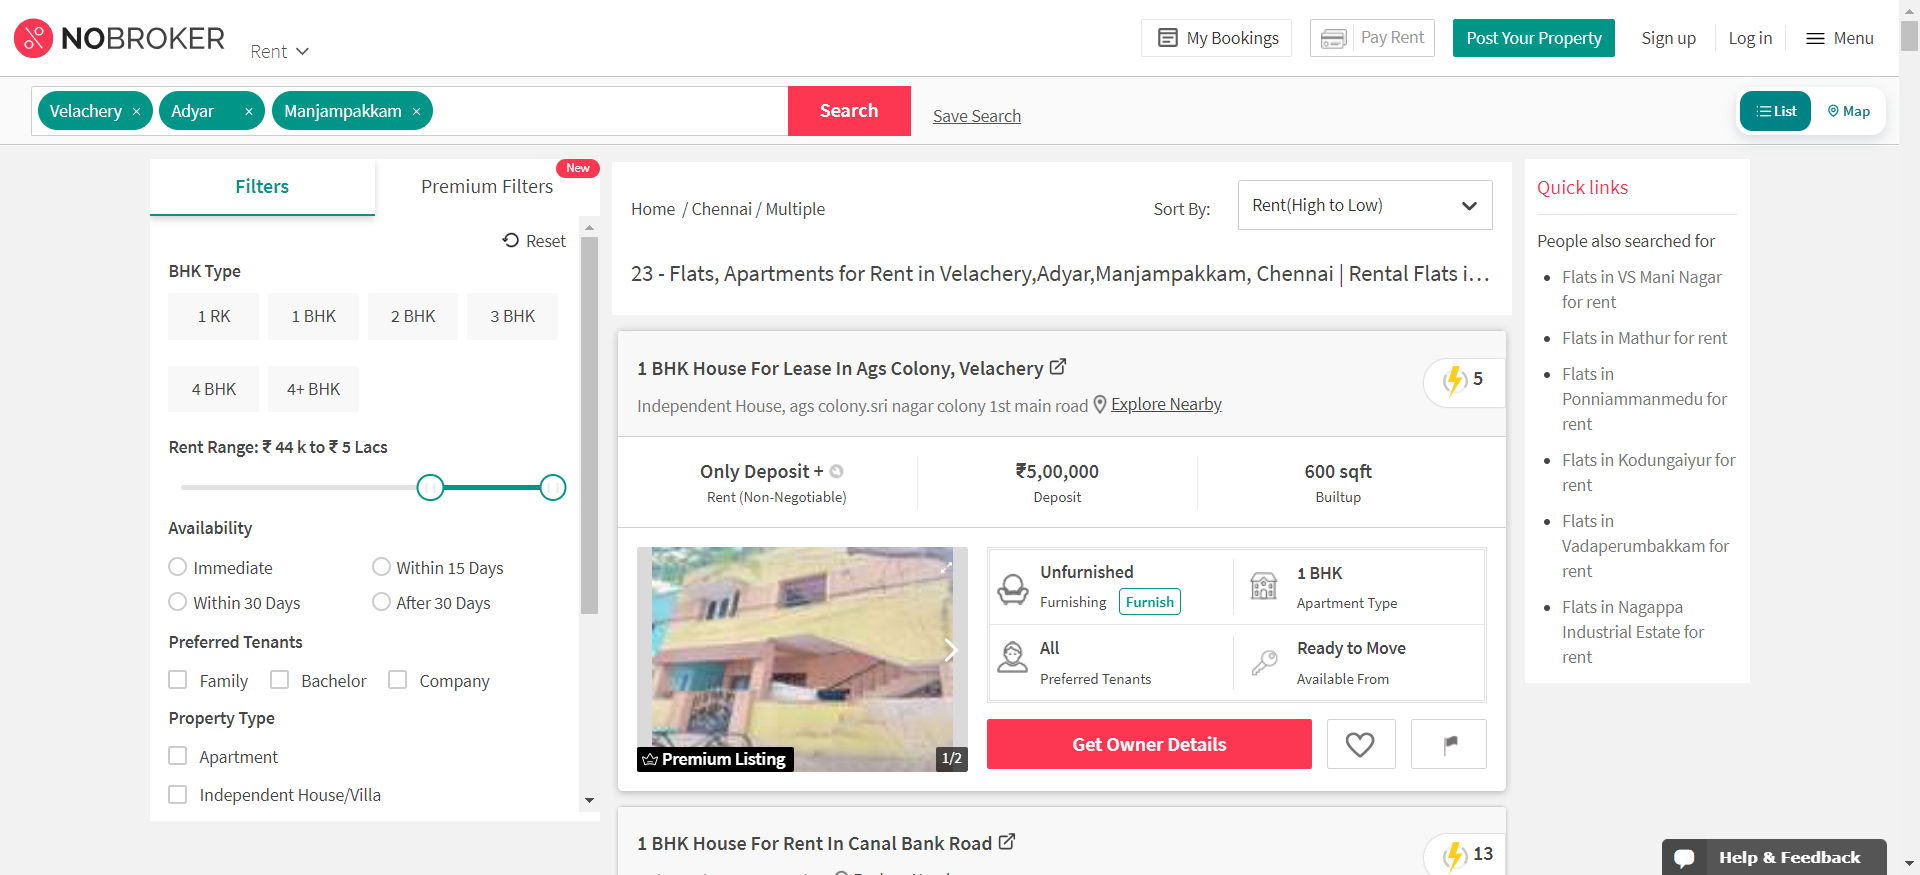 NOBROKER
Rent
My Bookings
Pay Rent
Post Your Property
Sign up
Log in
Menu
Velachery ×
Adyar ×
Manjampakkam ×
Search
Save Search
List
Map
Filters
Premium Filters
New
Reset
BHK Type
1 RK
1 BHK
2 BHK
3 BHK
4 BHK
4+ BHK
Rent Range: ₹ 44 k to ₹ 5 Lacs
Availability
Immediate
Within 15 Days
Within 30 Days
After 30 Days
Preferred Tenants
Family
Bachelor
Company
Property Type
Apartment
Independent House/Villa
Home / Chennai / Multiple
Sort By:
Rent(High to Low)
23 - Flats, Apartments for Rent in Velachery,Adyar,Manjampakkam, Chennai | Rental Flats i...
1 BHK House For Lease In Ags Colony, Velachery
5
Independent House, ags colony.sri nagar colony 1st main road
Explore Nearby
Only Deposit +
Rent (Non-Negotiable)
₹5,00,000
Deposit
600 sqft
Builtup
Premium Listing
1/2
Unfurnished
Furnishing
Furnish
1 BHK
Apartment Type
All
Preferred Tenants
Ready to Move
Available From
Get Owner Details
1 BHK House For Rent In Canal Bank Road
13
Quick links
People also searched for
Flats in VS Mani Nagar
for rent
Flats in Mathur for rent
Flats in
Ponniammanmedu for
rent
Flats in Kodungaiyur for
rent
Flats in
Vadaperumbakkam for
rent
Flats in Nagappa
Industrial Estate for
rent
Help & Feedback